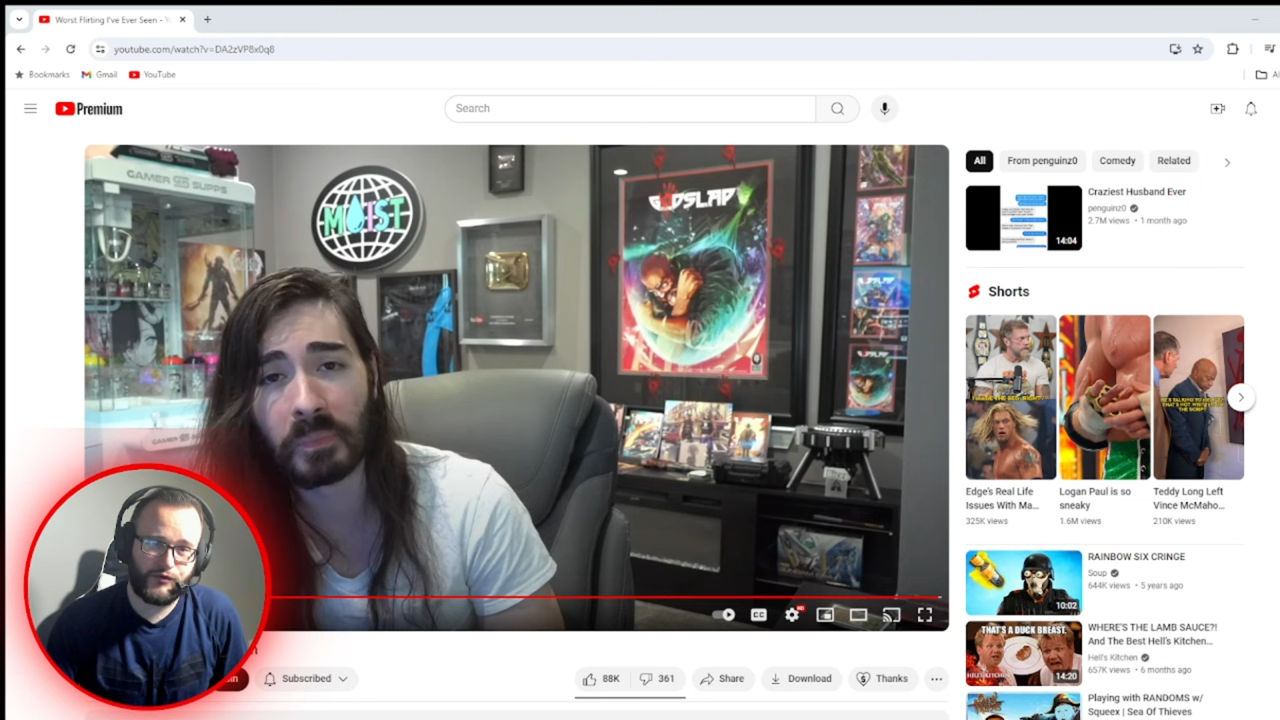 Worst Flirting I've Ever Seen -
youtube.com/watch?v=DA2zVP8x0q8
Bookmarks
Gmail
YouTube
Premium
Search
GAMER SUPPS
MOIST
GODSLAP
GAMER SUPPS
All
From penguinz0
Comedy
Related
Craziest Husband Ever
penguinz0
2.7M views • 1 month ago
14:04
Shorts
Edge's Real Life
Issues With Ma...
325K views
Logan Paul is so
sneaky
1.6M views
Teddy Long Left
Vince McMaho...
210K views
RAINBOW SIX CRINGE
Soup
644K views • 5 years ago
10:02
THAT'S A DUCK BREAST.
WHERE'S THE LAMB SAUCE?!
And The Best Hell's Kitchen...
Hell's Kitchen
657K views • 6 months ago
14:20
Playing with RANDOMS w/
Squeex | Sea Of Thieves
CC
HD
Subscribed
88K
361
Share
Download
Thanks